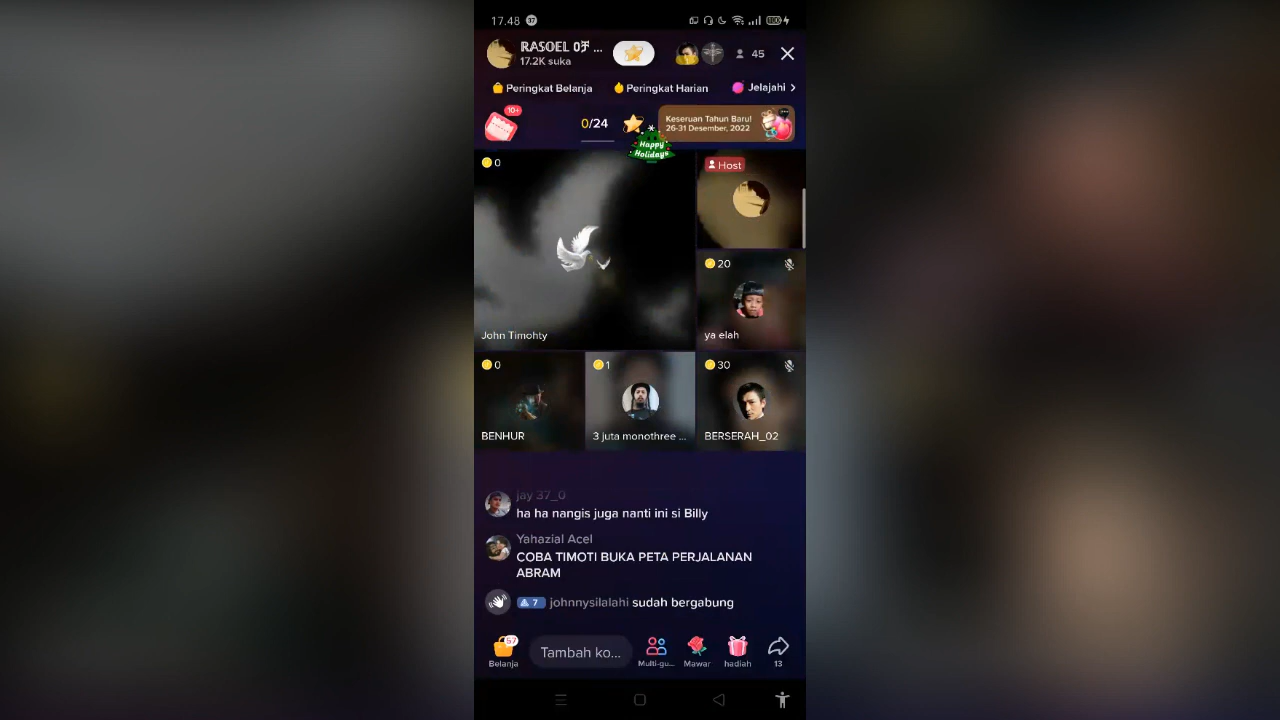 17.48
37
RASOEL 0 ...
17.2K suka
45
Peringkat Belanja
Peringkat Harian
Jelajahi
10+
0/24
Happy
Holidays
Keseruan Tahun Baru!
26-31 Desember, 2022
0
Host
John Timohty
20
ya elah
0
BENHUR
1
3 juta monothree ...
30
BERSERAH_02
jay 37_0
ha ha nangis juga nanti ini si Billy
Yahazial Acel
COBA TIMOTI BUKA PETA PERJALANAN
ABRAM
7 johnnysilalahi sudah bergabung
57
Belanja
Tambah ko...
Multi-gu...
Mawar
hadiah
13